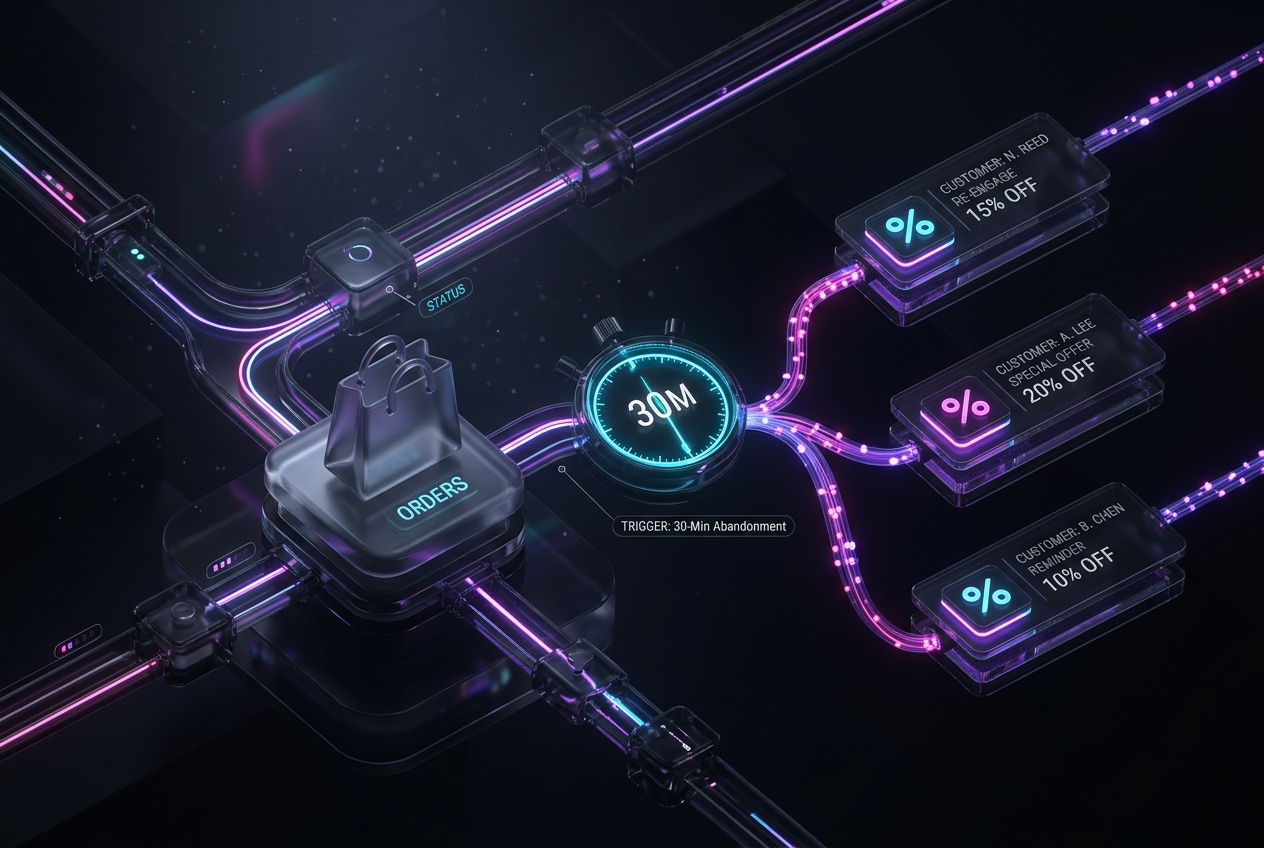 STATUS
ORDERS
30M
TRIGGER: 30-Min Abandonment
CUSTOMER: N. REED
RE-ENGAGE
15% OFF
%
CUSTOMER: A. LEE
SPECIAL OFFER
20% OFF
%
CUSTOMER: B. CHEN
REMINDER
10% OFF
%